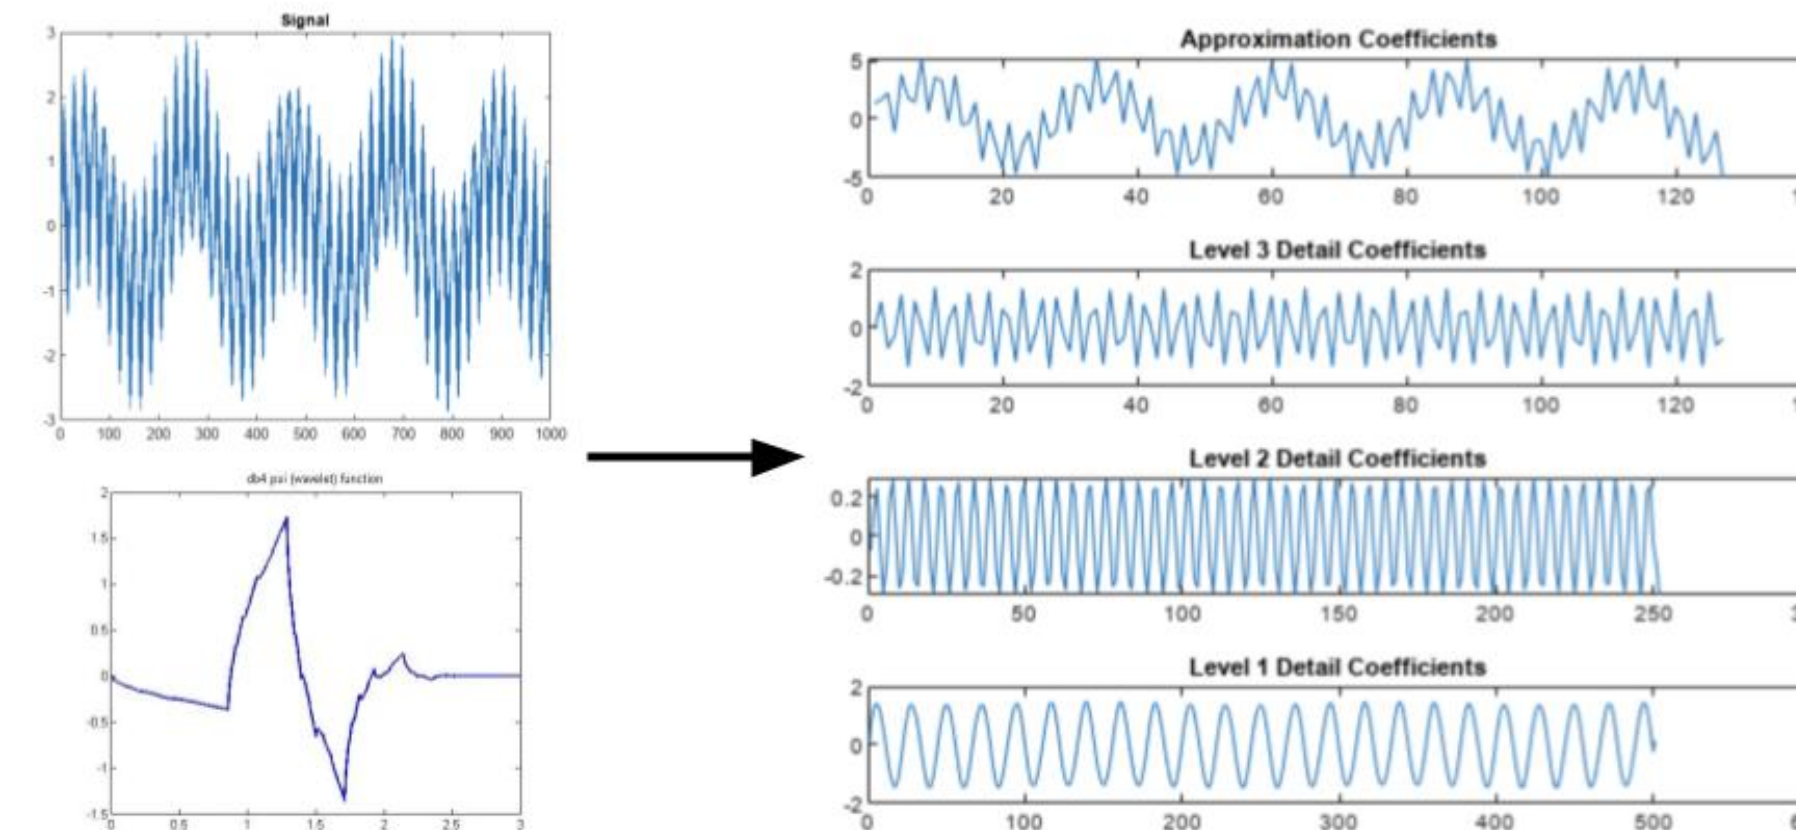 Signal
3
2
1
0
-1
-2
-3
0 100 200 300 400 500 600 700 800 900 1000
db4 psi (wavelet) function
2
1.5
1
0.5
0
-0.5
-1
-1.5
0 0.5 1 1.5 2 2.5 3
Approximation Coefficients
5
0
-5
0 20 40 60 80 100 120
Level 3 Detail Coefficients
2
0
-2
0 20 40 60 80 100 120
Level 2 Detail Coefficients
0.2
0
-0.2
0 50 100 150 200 250
Level 1 Detail Coefficients
2
0
-2
0 100 200 300 400 500